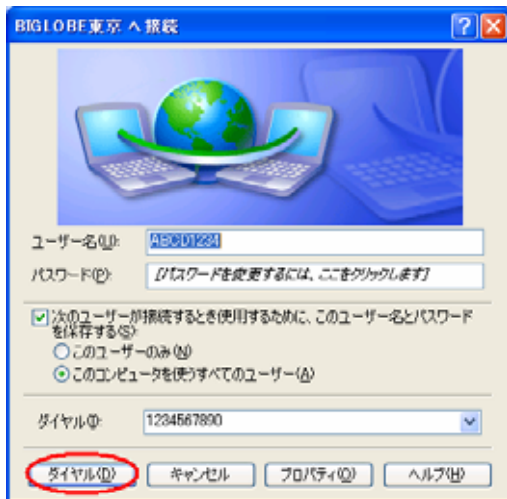 BIGLOBE東京 へ接続
ユーザー名(U):
ABCD1234
パスワード(P):
[パスワードを変更するには、ここをクリックします]
次のユーザーが接続するとき使用するために、このユーザー名とパスワード
を保存する(S)
このユーザーのみ(N)
このコンピュータを使うすべてのユーザー(A)
ダイヤル(I):
1234567890
ダイヤル(D)
キャンセル
プロパティ(O)
ヘルプ(H)